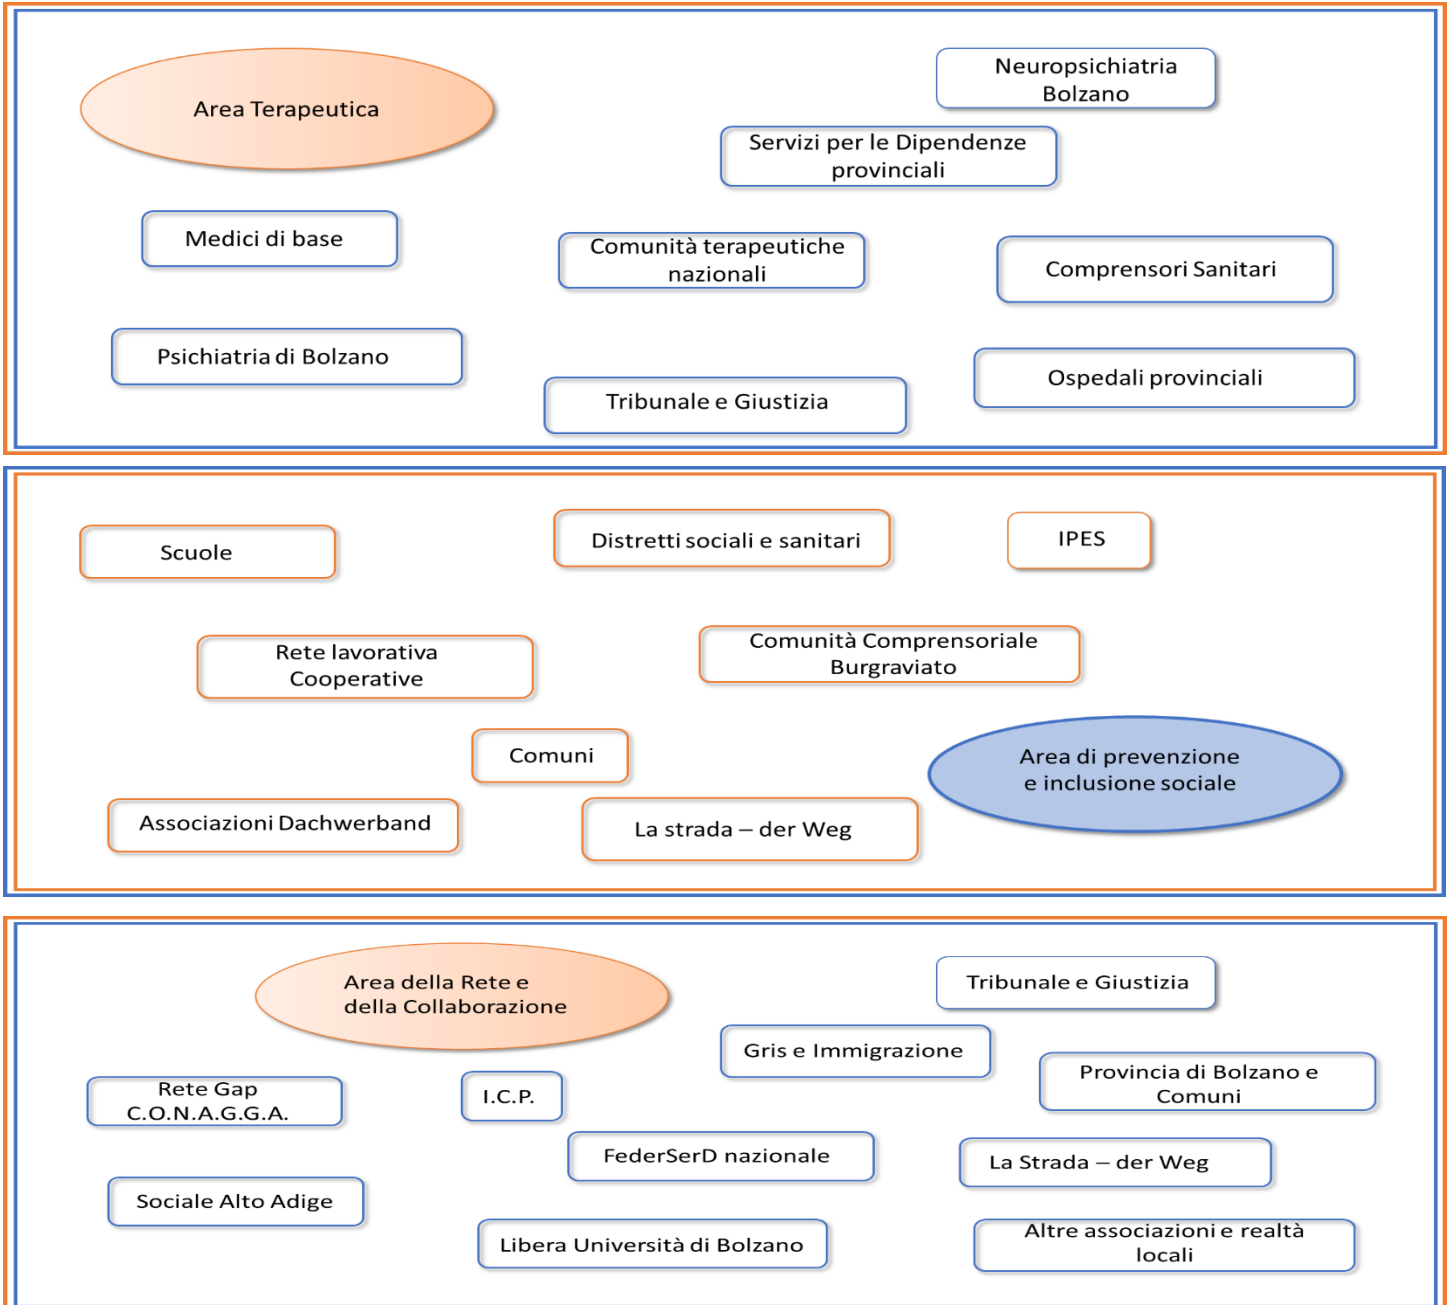 Area Terapeutica
Neuropsichiatria
Bolzano
Servizi per le Dipendenze
provinciali
Medici di base
Comunità terapeutiche
nazionali
Comprensori Sanitari
Psichiatria di Bolzano
Tribunale e Giustizia
Ospedali provinciali
Scuole
Distretti sociali e sanitari
IPES
Rete lavorativa
Cooperative
Comunità Comprensoriale
Burgraviato
Comuni
Area di prevenzione
e inclusione sociale
Associazioni Dachwerband
La strada – der Weg
Area della Rete e
della Collaborazione
Tribunale e Giustizia
Gris e Immigrazione
Provincia di Bolzano e
Comuni
Rete Gap
C.O.N.A.G.G.A.
I.C.P.
FederSerD nazionale
La Strada – der Weg
Sociale Alto Adige
Libera Università di Bolzano
Altre associazioni e realtà
locali